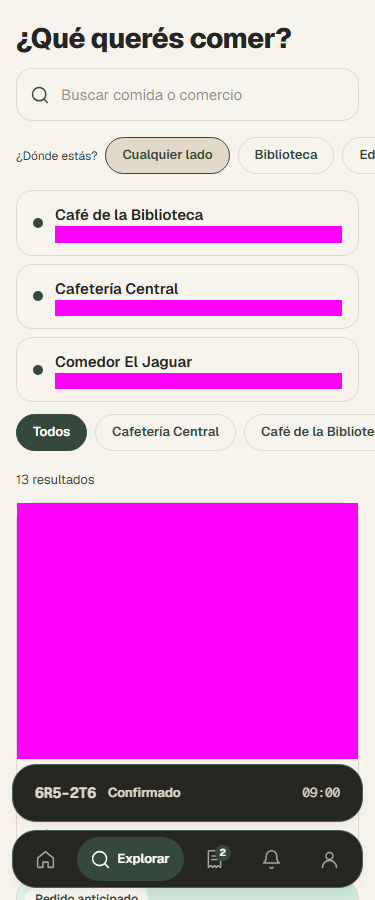 ¿Qué querés comer?
Buscar comida o comercio
¿Dónde estás? Cualquier lado Biblioteca Ed
Café de la Biblioteca
Cafetería Central
Comedor El Jaguar
Todos Cafetería Central Café de la Bibliote
13 resultados
6R5-2T6 Confirmado 09:00
Explorar 2
Pedido anticipado